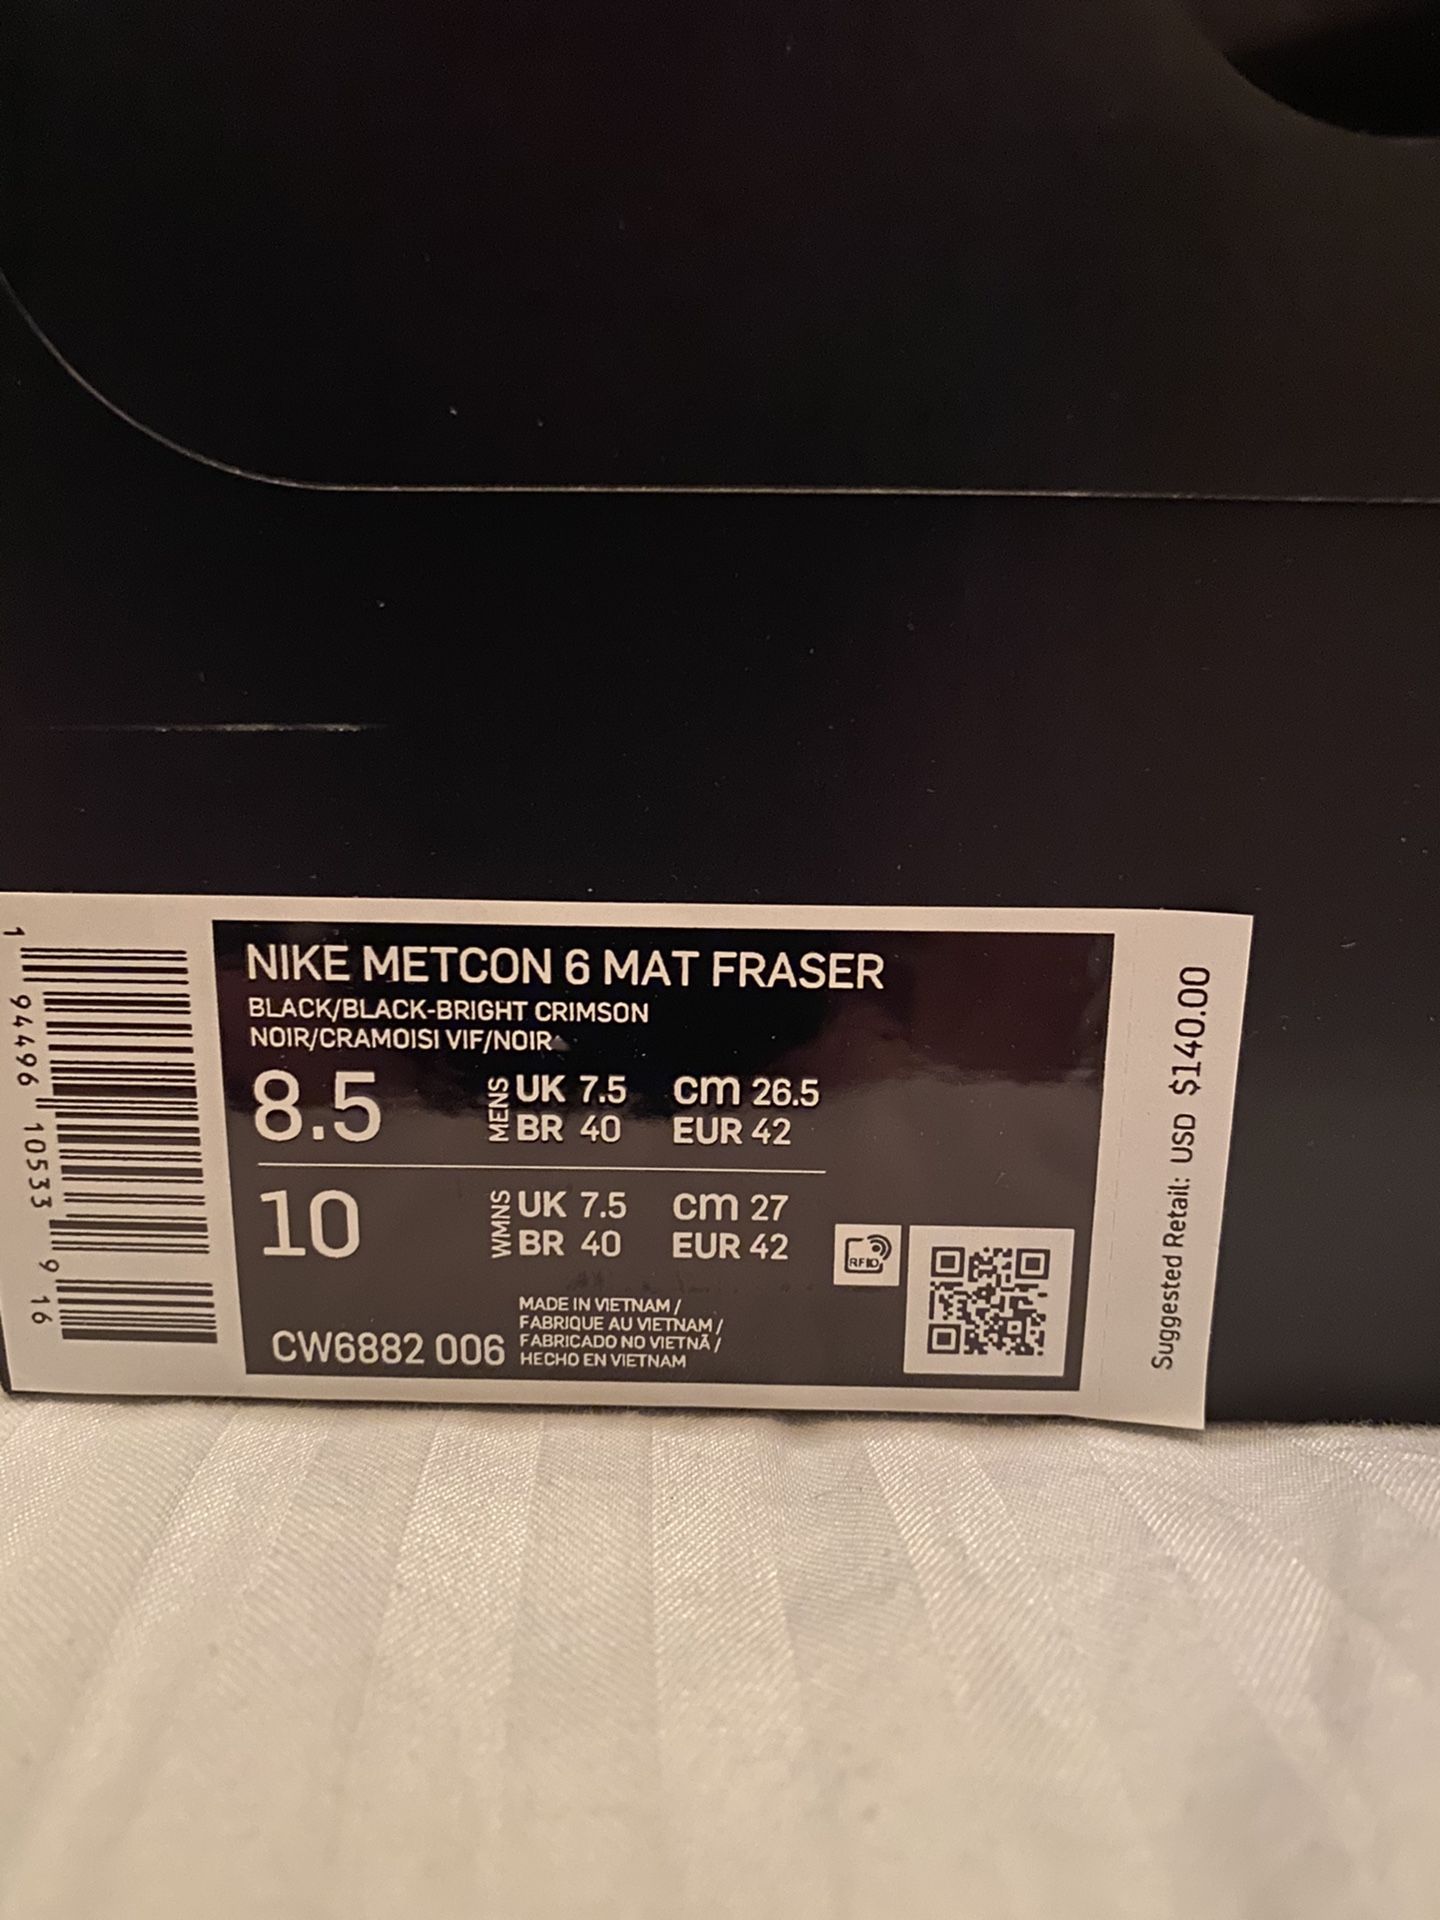 NIKE METCON 6 MAT FRASER
BLACK/BLACK-BRIGHT CRIMSON
NOIR/CRAMOISI VIF/NOIR
8.5 MENS UK 7.5 cm 26.5
BR 40 EUR 42
10 WMNS UK 7.5 cm 27
BR 40 EUR 42
RFID
CW6882 006
MADE IN VIETNAM /
FABRIQUE AU VIETNAM /
FABRICADO NO VIETNÃ /
HECHO EN VIETNAM
1 94496 10533 9 16
Suggested Retail: USD $140.00